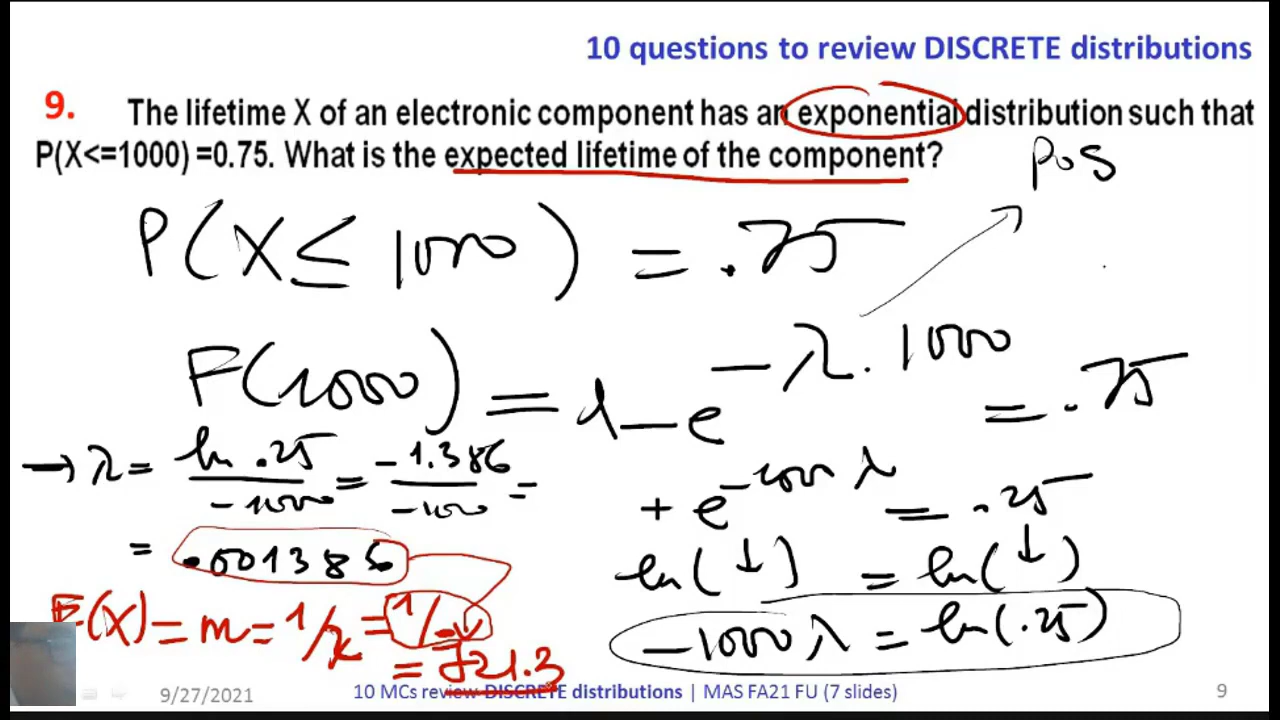 10 questions to review DISCRETE distributions
9. The lifetime X of an electronic component has an exponential distribution such that
P(X<=1000) =0.75. What is the expected lifetime of the component?
pos
P(X ≤ 1000) = .75
F(1000) = 1 - e^{-λ.1000} = .75
→ λ = ln .25 / -1000 = -1.386 / -1000 =
+ e^{-1000 λ} = .25
= .001386
ln(↓) = ln(↓)
-1000 λ = ln(.25)
E(X) = m = 1/λ = 1/↓
= 721.3
9/27/2021 10 MCs review DISCRETE distributions | MAS FA21 FU (7 slides) 9